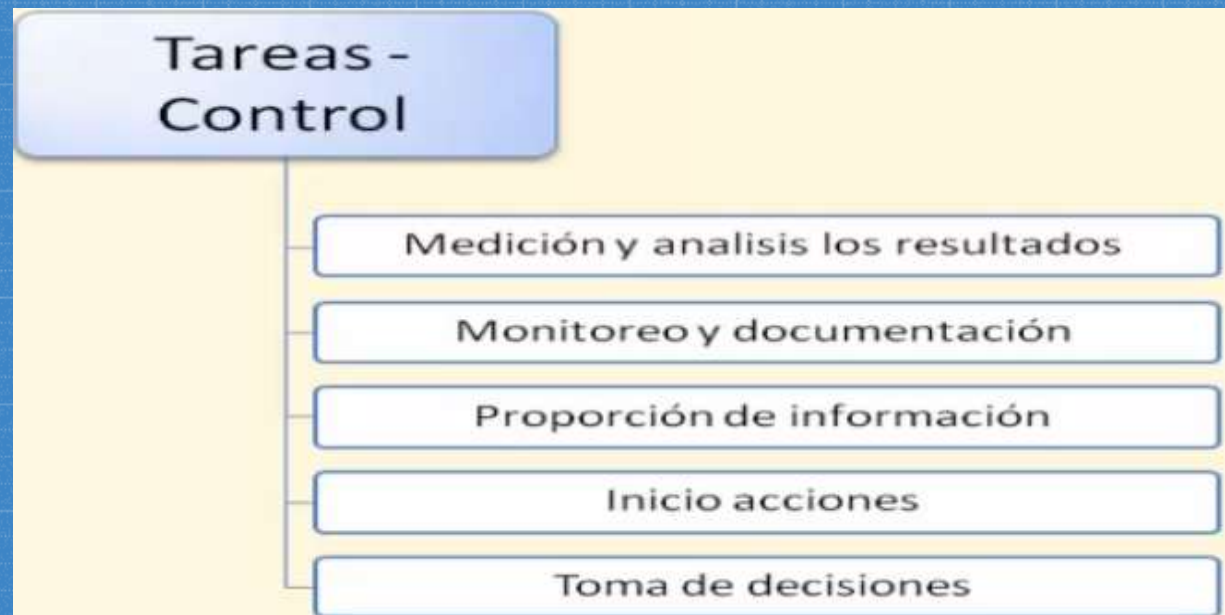 Tareas -
Control
Medición y analisis los resultados
Monitoreo y documentación
Proporción de información
Inicio acciones
Toma de decisiones